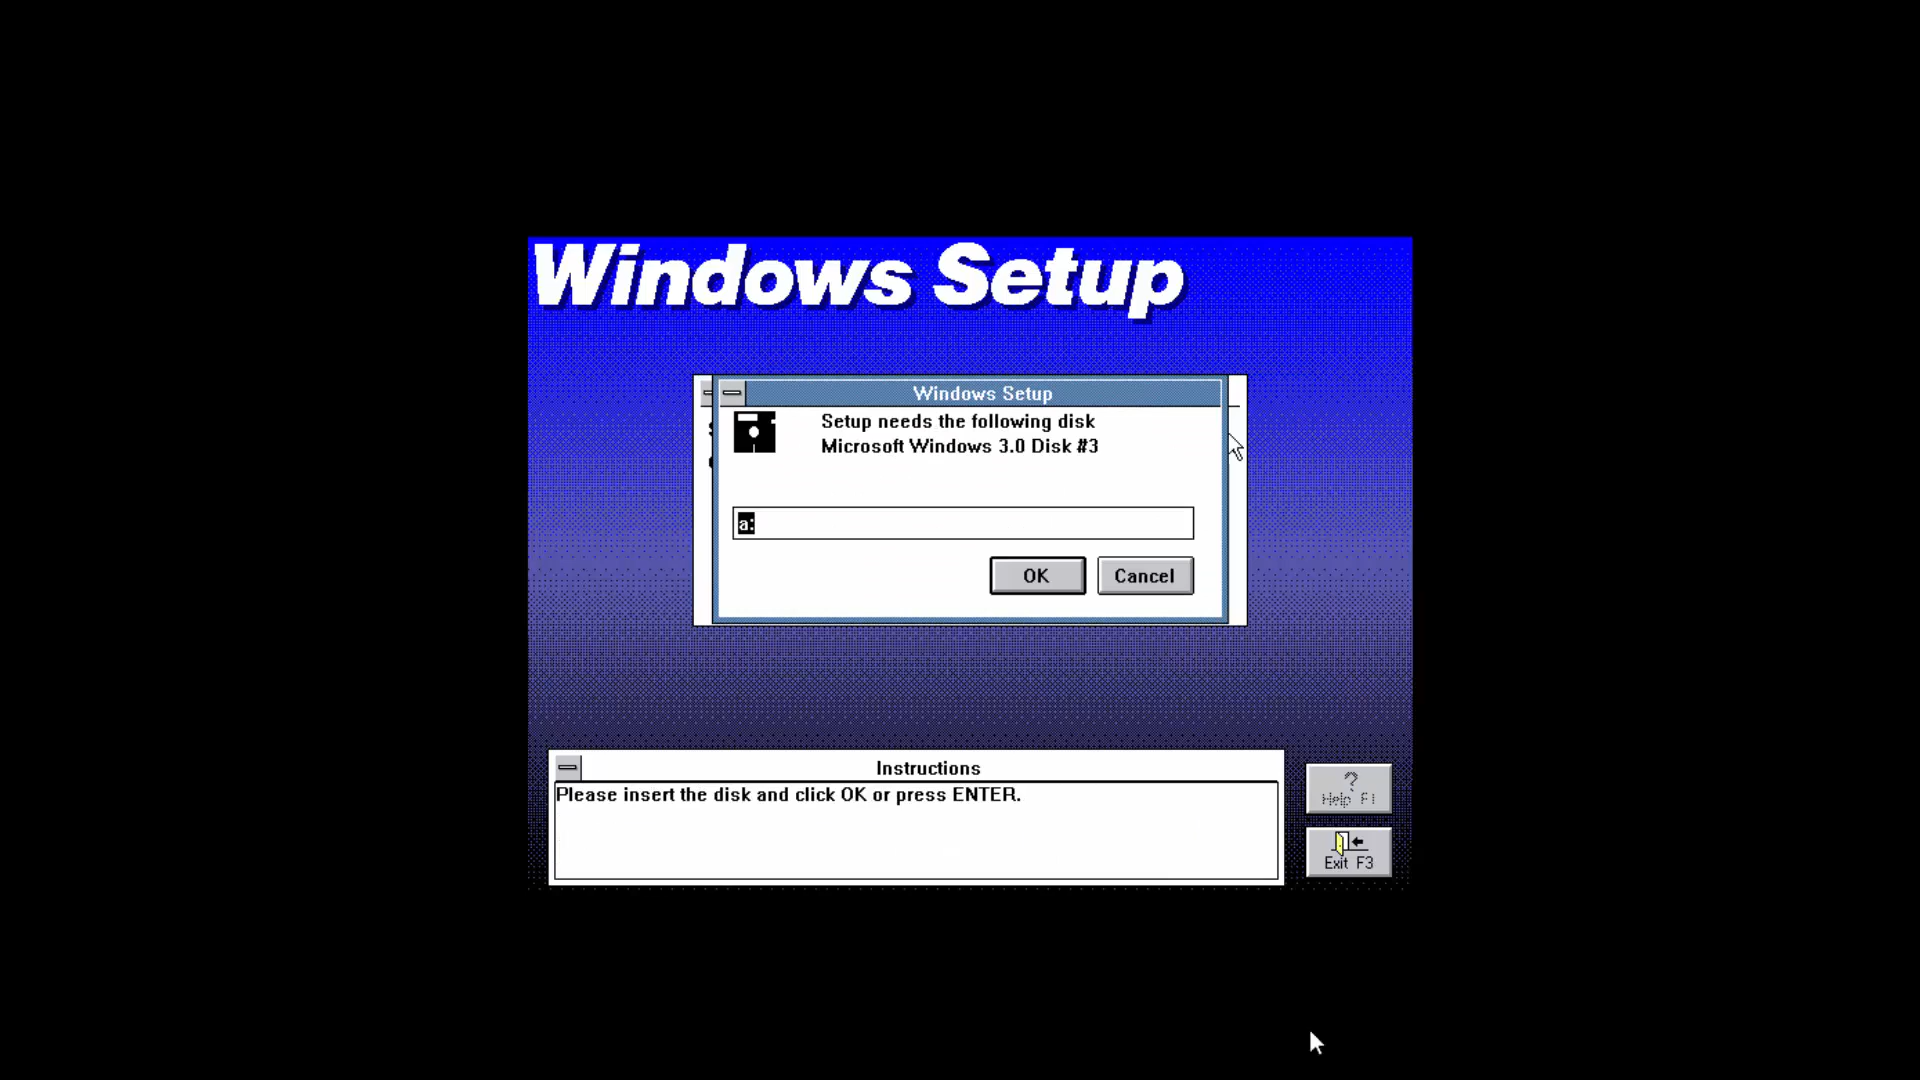 Windows Setup
Windows Setup
Setup needs the following disk
Microsoft Windows 3.0 Disk #3
a:
OK
Cancel
Instructions
Please insert the disk and click OK or press ENTER.
?
Help F1
Exit F3